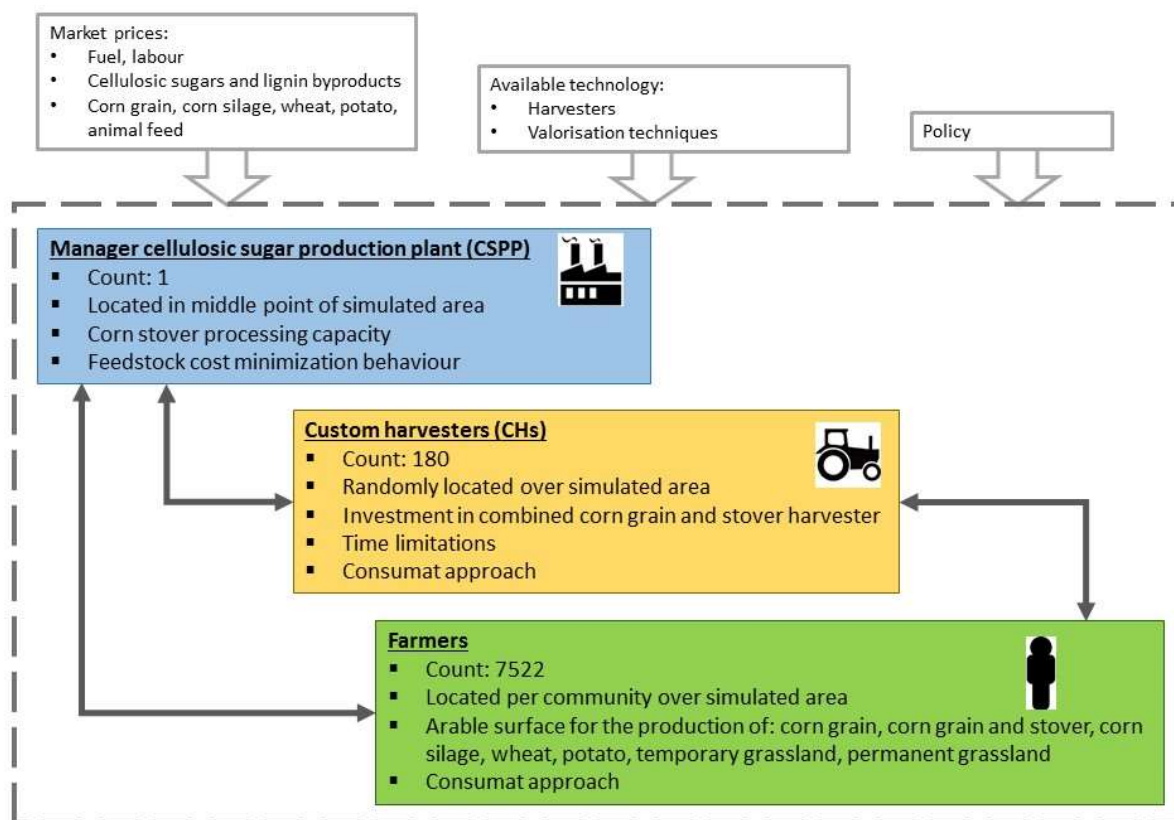 Market prices:
• Fuel, labour
• Cellulosic sugars and lignin byproducts
• Corn grain, corn silage, wheat, potato,
animal feed
Available technology:
• Harvesters
• Valorisation techniques
Policy
Manager cellulosic sugar production plant (CSPP)
▪ Count: 1
▪ Located in middle point of simulated area
▪ Corn stover processing capacity
▪ Feedstock cost minimization behaviour
Custom harvesters (CHs)
▪ Count: 180
▪ Randomly located over simulated area
▪ Investment in combined corn grain and stover harvester
▪ Time limitations
▪ Consumat approach
Farmers
▪ Count: 7522
▪ Located per community over simulated area
▪ Arable surface for the production of: corn grain, corn grain and stover, corn
silage, wheat, potato, temporary grassland, permanent grassland
▪ Consumat approach